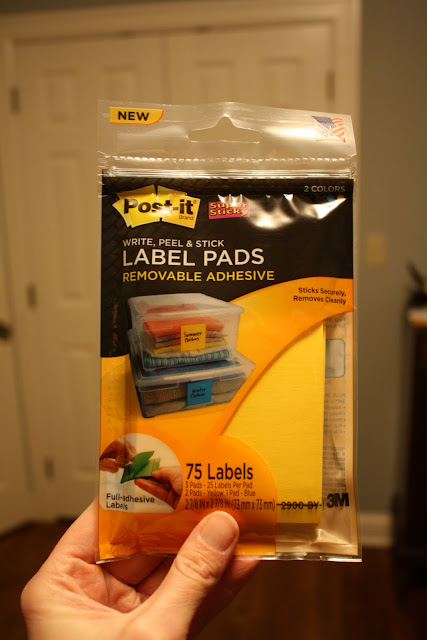 NEW
2 COLORS
Post-it
Brand
Super Sticky
WRITE, PEEL & STICK
LABEL PADS
REMOVABLE ADHESIVE
Sticks Securely,
Removes Cleanly
Summer
Clothes
Winter
Clothes
75 Labels
3 Pads - 25 Labels Per Pad
2 Pads - Yellow, 1 Pad - Blue
2 7/8 IN x 2 7/8 IN (73 mm x 73 mm)
Full-adhesive
Labels
2900-BY
3M